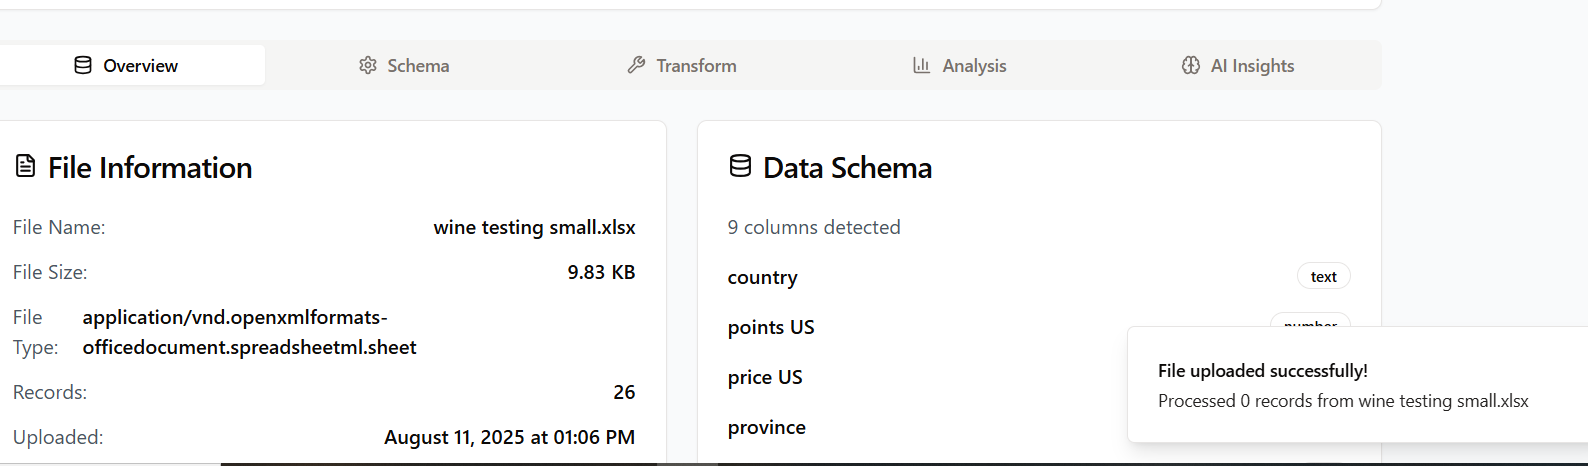 Overview
Schema
Transform
Analysis
AI Insights
File Information
File Name: wine testing small.xlsx
File Size: 9.83 KB
File Type: application/vnd.openxmlformats-
officedocument.spreadsheetml.sheet
Records: 26
Uploaded: August 11, 2025 at 01:06 PM
Data Schema
9 columns detected
country text
points US number
price US
province
File uploaded successfully!
Processed 0 records from wine testing small.xlsx